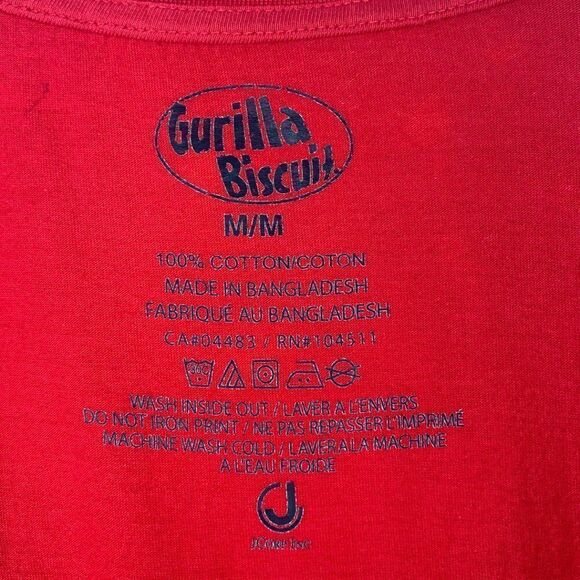 Gurilla
Biscuit.
M/M
100% COTTON/COTON
MADE IN BANGLADESH
FABRIQUÉ AU BANGLADESH
CA#04483 / RN#104511
WASH INSIDE OUT / LAVER A L'ENVERS
DO NOT IRON PRINT / NE PAS REPASSER L'IMPRIMÉ
MACHINE WASH COLD / LAVER A LA MACHINE
A L'EAU FROIDE
J
JCorp Inc.